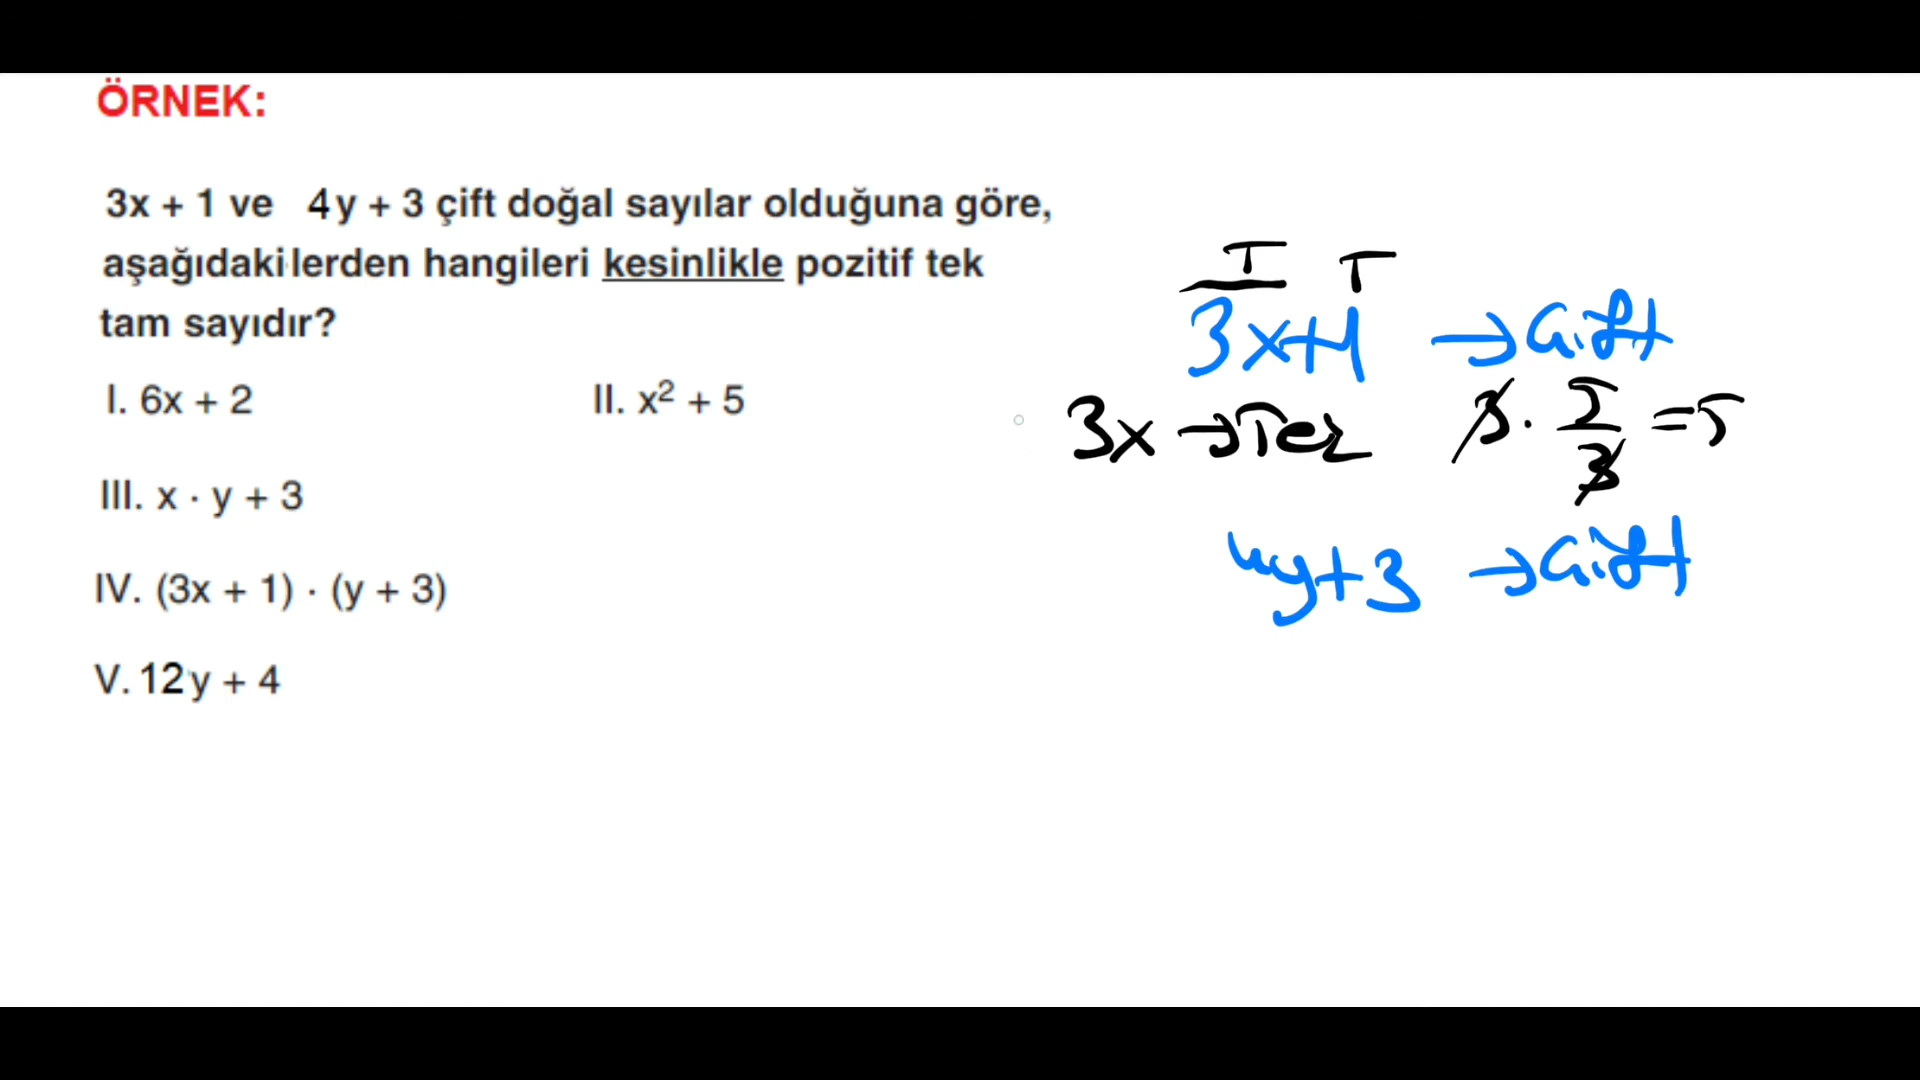 ÖRNEK:
3x + 1 ve 4y + 3 çift doğal sayılar olduğuna göre,
aşağıdakilerden hangileri kesinlikle pozitif tek
tam sayıdır?
I. 6x + 2
II. x² + 5
III. x · y + 3
IV. (3x + 1) · (y + 3)
V. 12y + 4
T T
3x+1 → Çift
3x → Tek 3 · T/3 = T
4y+3 → Çift